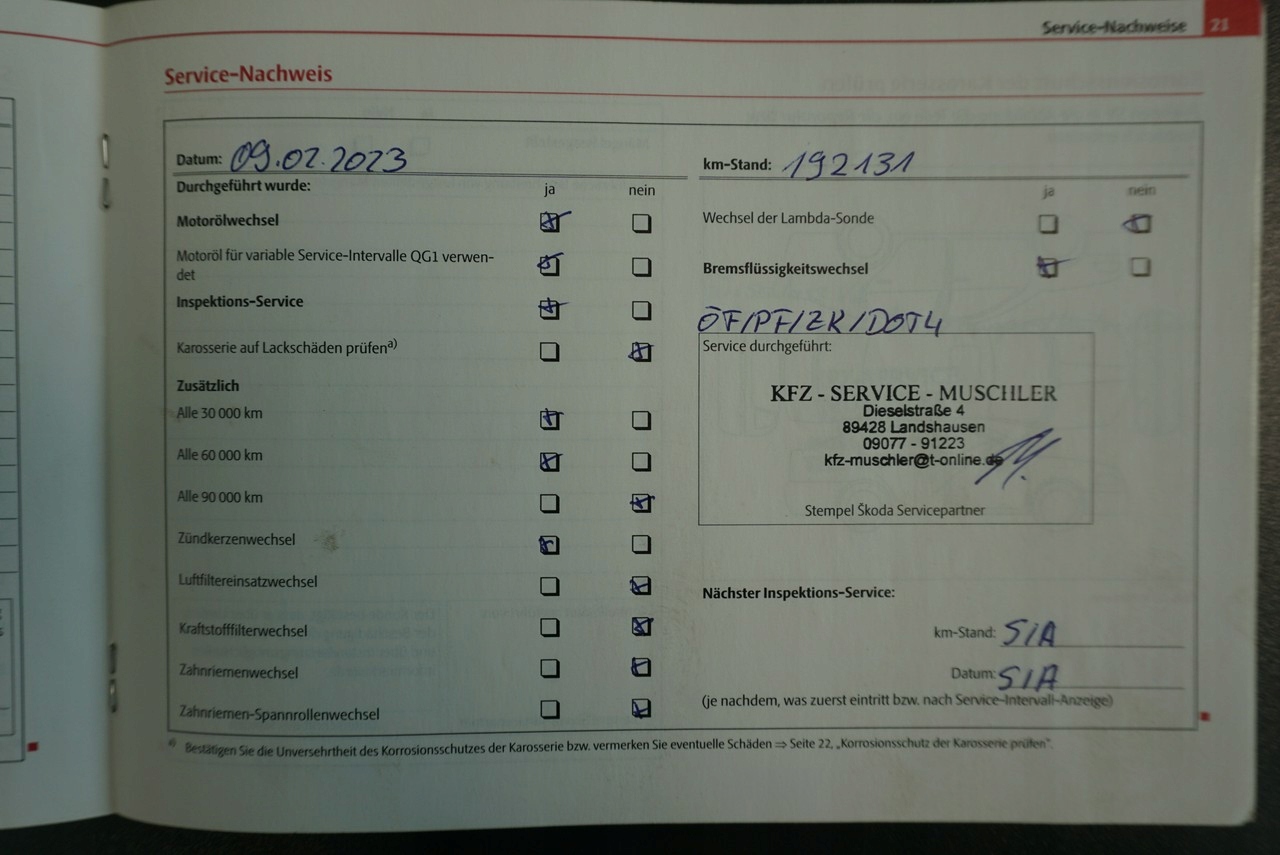 Service-Nachweise 21
Service-Nachweis
Datum: 09.02.2023
Durchgeführt wurde: ja nein
Motorölwechsel
Motoröl für variable Service-Intervalle QG1 verwen-
det
Inspektions-Service
Karosserie auf Lackschäden prüfen a)
Zusätzlich
Alle 30 000 km
Alle 60 000 km
Alle 90 000 km
Zündkerzenwechsel
Luftfiltereinsatzwechsel
Kraftstofffilterwechsel
Zahnriemenwechsel
Zahnriemen-Spannrollenwechsel
km-Stand: 192131
ja nein
Wechsel der Lambda-Sonde
Bremsflüssigkeitswechsel
ÖF/PF/ZK/DOT4
Service durchgeführt:
KFZ - SERVICE - MUSCHLER
Dieselstraße 4
89428 Landshausen
09077 - 91223
kfz-muschler@t-online.de
Stempel Škoda Servicepartner
Nächster Inspektions-Service:
km-Stand: SIA
Datum: SIA
(je nachdem, was zuerst eintritt bzw. nach Service-Intervall-Anzeige)
a) Bestätigen Sie die Unversehrtheit des Korrosionsschutzes der Karosserie bzw. vermerken Sie eventuelle Schäden ⇒ Seite 22, „Korrosionsschutz der Karosserie prüfen".